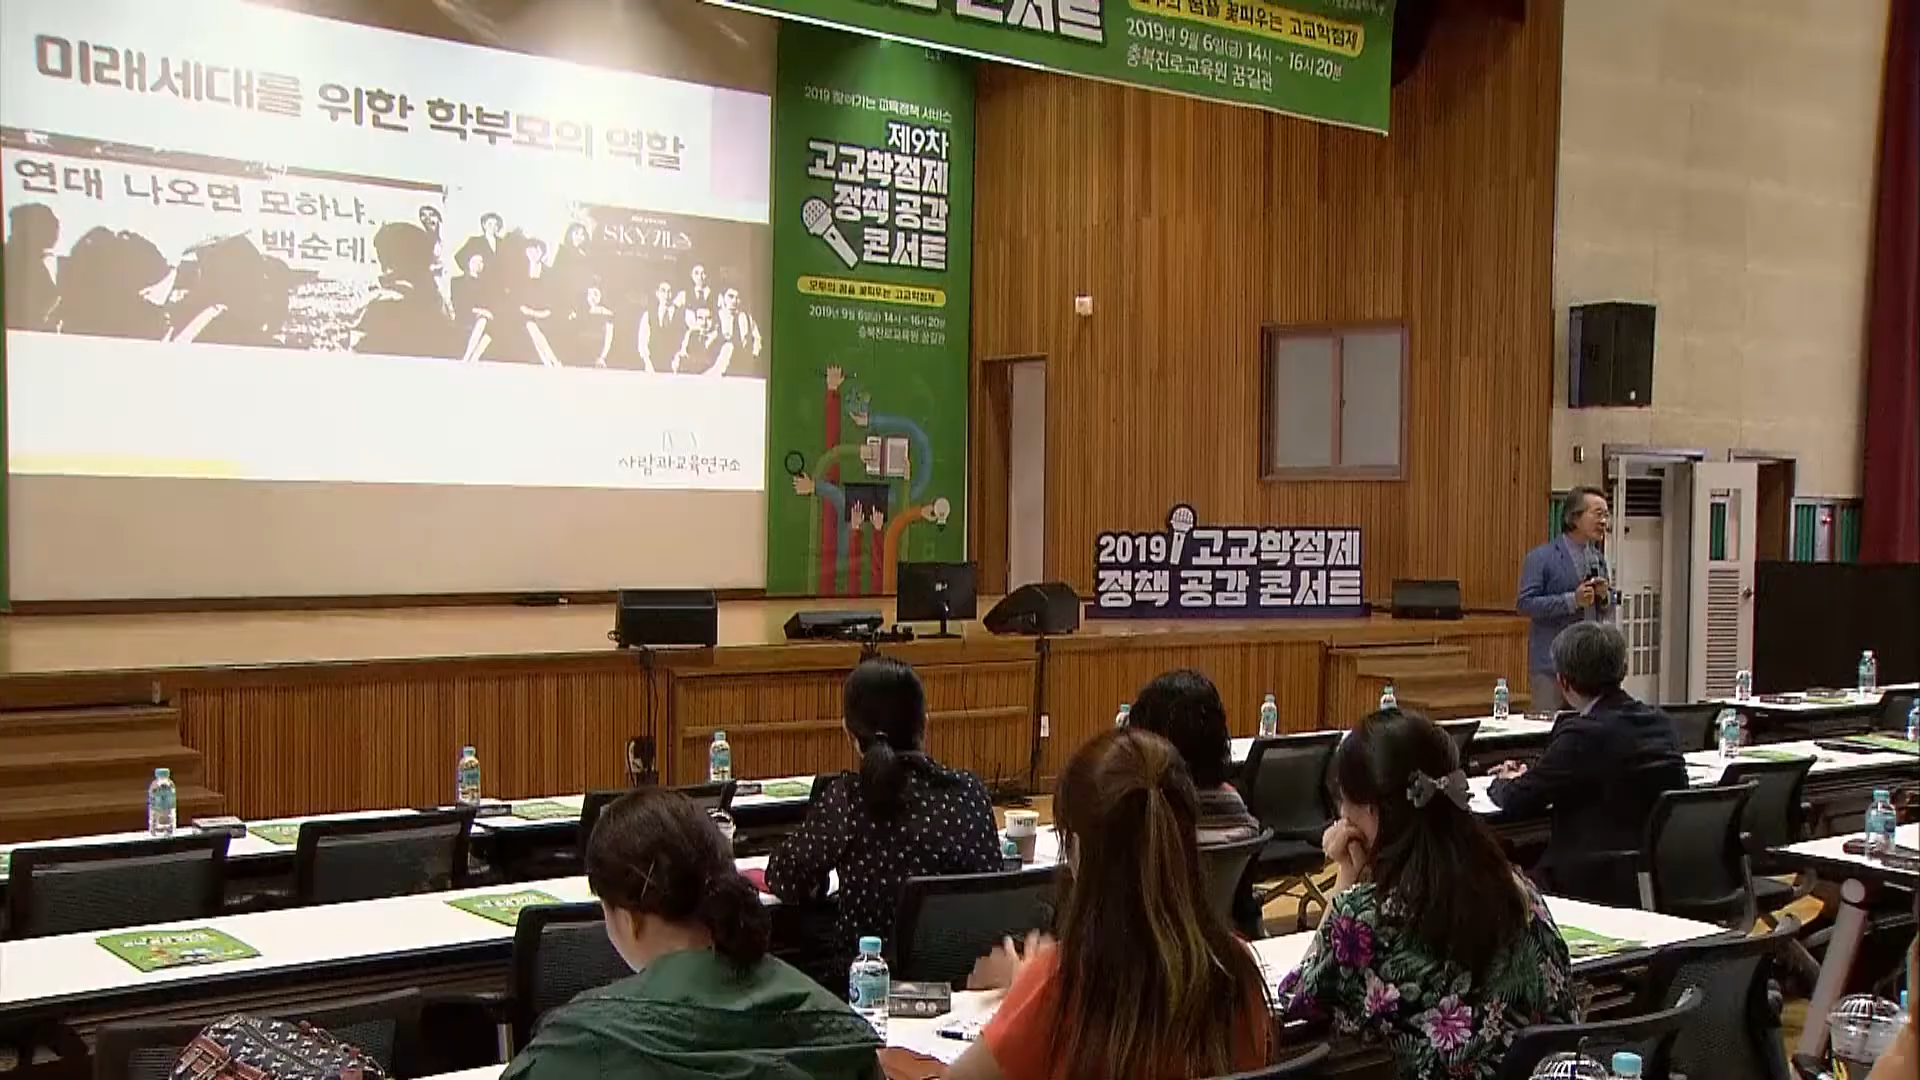 미래세대를 위한 학부모의 역할
연대 나오면 모하냐..
백순데..
SKY캐슬
사람과교육연구소
2019 찾아가는 교육정책 서비스
제9차
고교학점제
정책 공감
콘서트
모두의 꿈을 꽃피우는 고교학점제
2019년 9월 6일(금) 14시~16시 20분
충북진로교육원 꿈길관
콘서트
모두의 꿈을 꽃피우는 고교학점제
2019년 9월 6일(금) 14시 ~ 16시 20분
충북진로교육원 꿈길관
2019 고교학점제
정책 공감 콘서트